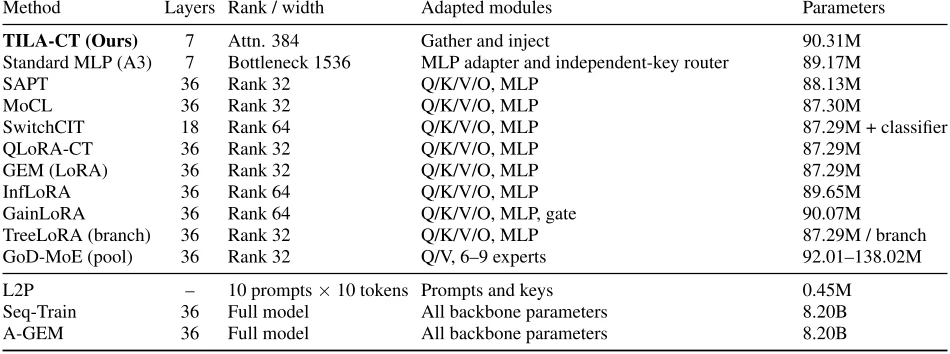 Method Layers Rank / width Adapted modules Parameters
TILA-CT (Ours) 7 Attn. 384 Gather and inject 90.31M
Standard MLP (A3) 7 Bottleneck 1536 MLP adapter and independent-key router 89.17M
SAPT 36 Rank 32 Q/K/V/O, MLP 88.13M
MoCL 36 Rank 32 Q/K/V/O, MLP 87.30M
SwitchCIT 18 Rank 64 Q/K/V/O, MLP 87.29M + classifier
QLoRA-CT 36 Rank 32 Q/K/V/O, MLP 87.29M
GEM (LoRA) 36 Rank 32 Q/K/V/O, MLP 87.29M
InfLoRA 36 Rank 64 Q/K/V/O, MLP 89.65M
GainLoRA 36 Rank 64 Q/K/V/O, MLP, gate 90.07M
TreeLoRA (branch) 36 Rank 32 Q/K/V/O, MLP 87.29M / branch
GoD-MoE (pool) 36 Rank 32 Q/V, 6–9 experts 92.01–138.02M
L2P – 10 prompts × 10 tokens Prompts and keys 0.45M
Seq-Train 36 Full model All backbone parameters 8.20B
A-GEM 36 Full model All backbone parameters 8.20B